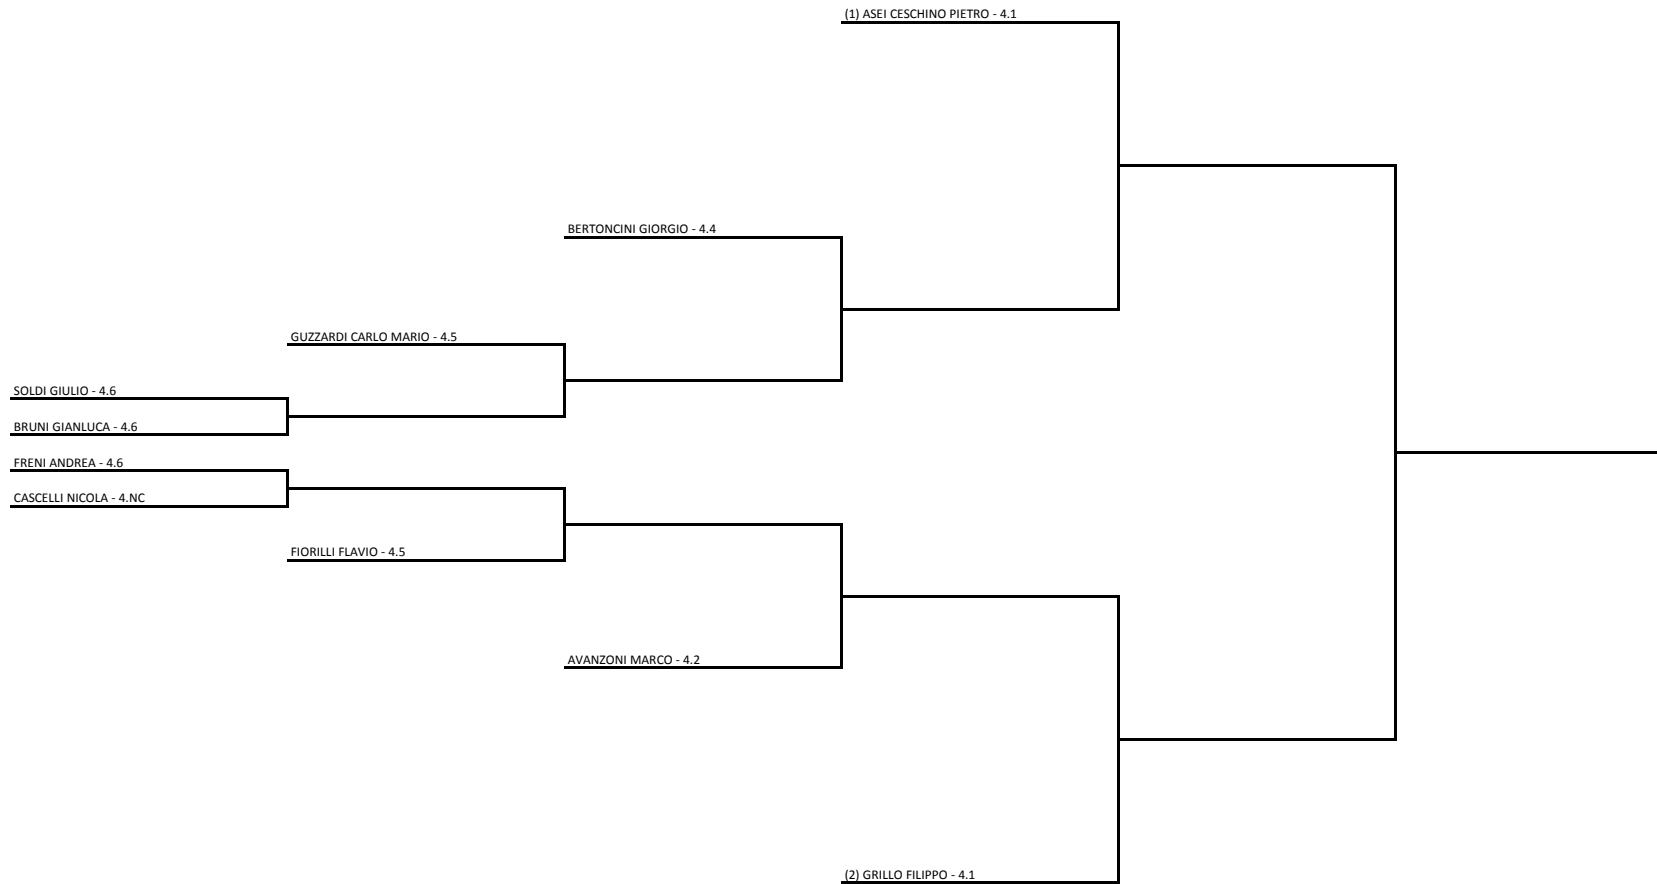 (1) ASEI CESCHINO PIETRO - 4.1
BERTONCINI GIORGIO - 4.4
GUZZARDI CARLO MARIO - 4.5
SOLDI GIULIO - 4.6
BRUNI GIANLUCA - 4.6
FRENI ANDREA - 4.6
CASCELLI NICOLA - 4.NC
FIORILLI FLAVIO - 4.5
AVANZONI MARCO - 4.2
(2) GRILLO FILIPPO - 4.1